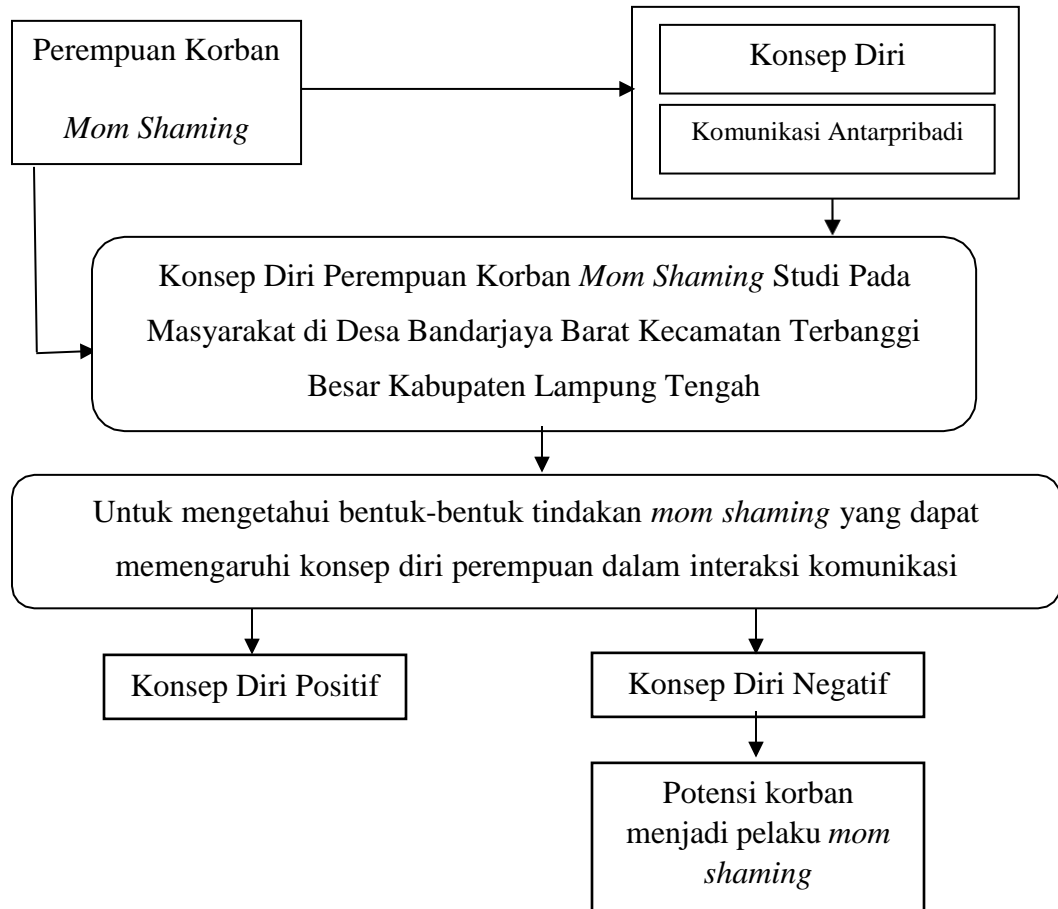 Perempuan Korban
Mom Shaming
Konsep Diri
Komunikasi Antarpribadi
Konsep Diri Perempuan Korban Mom Shaming Studi Pada
Masyarakat di Desa Bandarjaya Barat Kecamatan Terbanggi
Besar Kabupaten Lampung Tengah
Untuk mengetahui bentuk-bentuk tindakan mom shaming yang dapat
memengaruhi konsep diri perempuan dalam interaksi komunikasi
Konsep Diri Positif
Konsep Diri Negatif
Potensi korban
menjadi pelaku mom
shaming